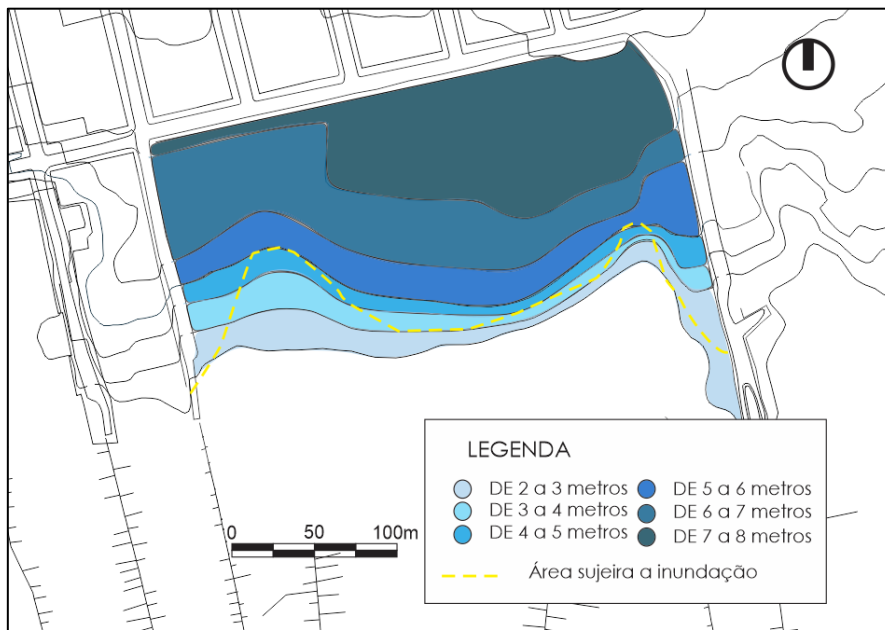 LEGENDA
DE 2 a 3 metros
DE 3 a 4 metros
DE 4 a 5 metros
DE 5 a 6 metros
DE 6 a 7 metros
DE 7 a 8 metros
Área sujeira a inundação
0 50 100m